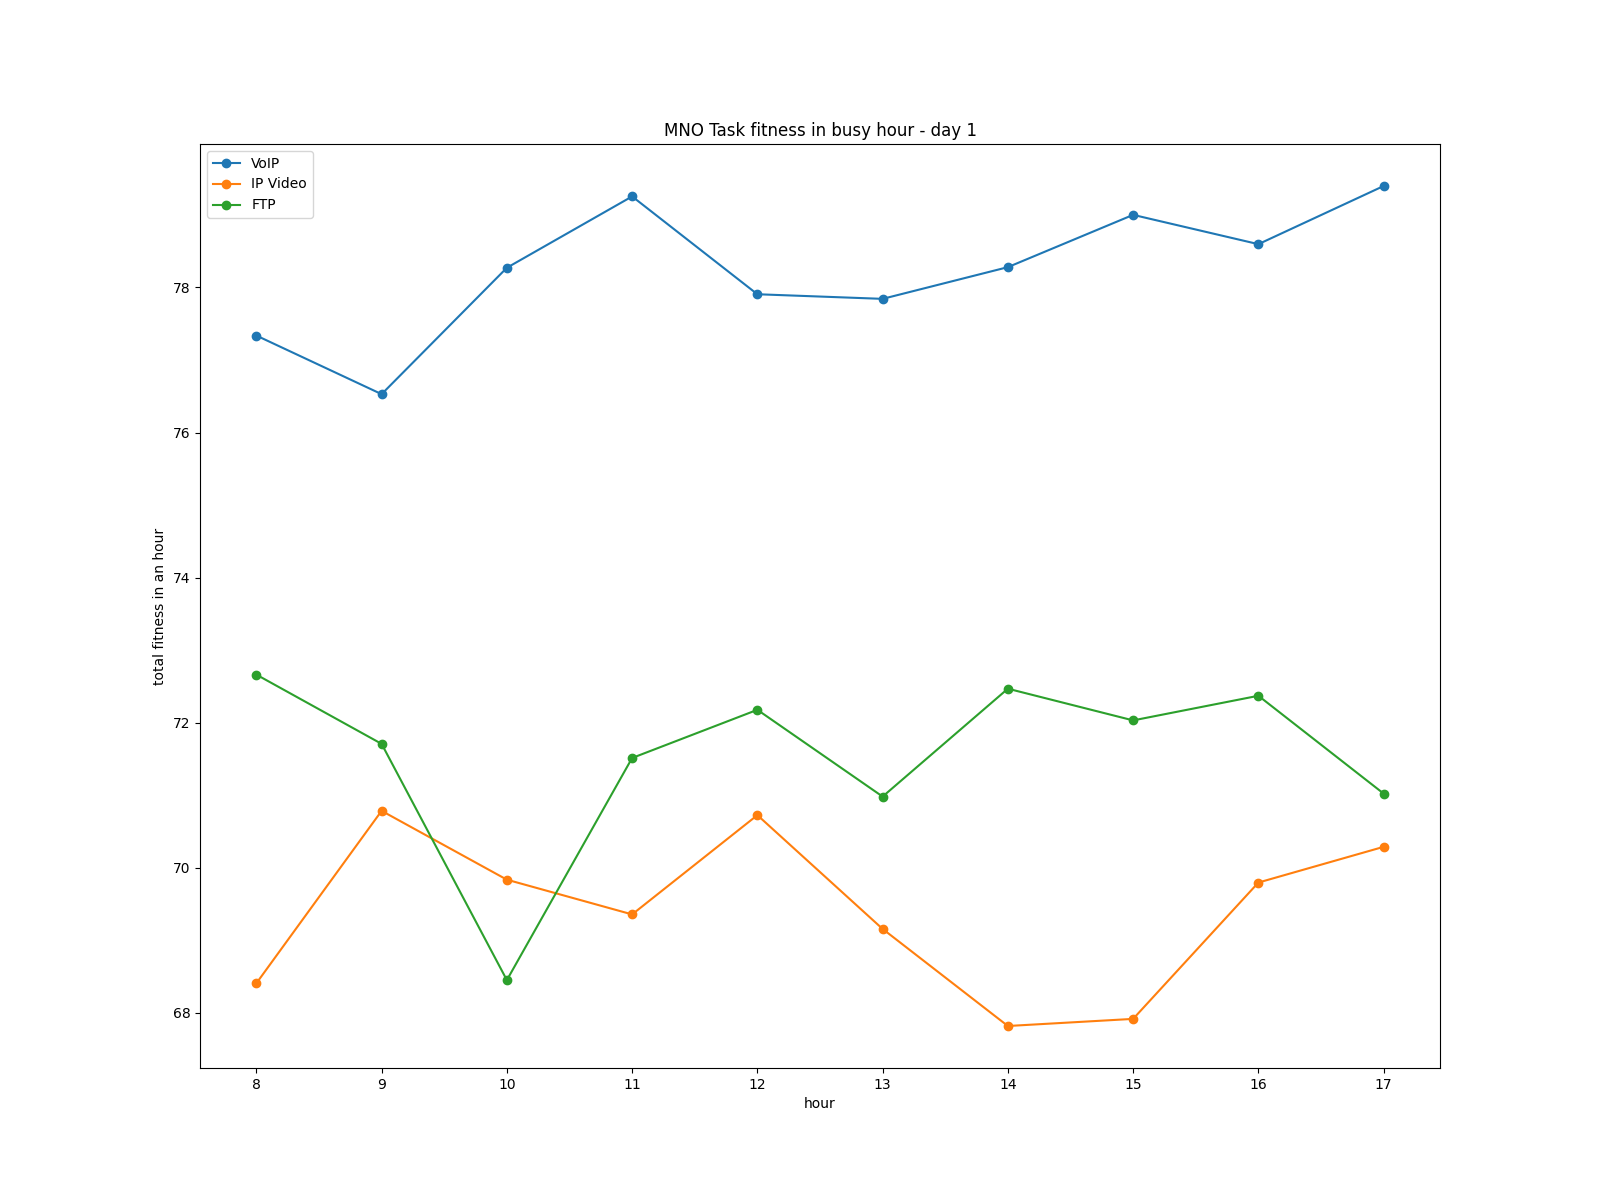 MNO Task fitness in busy hour - day 1
VoIP
IP Video
FTP
total fitness in an hour
78
76
74
72
70
68
8 9 10 11 12 13 14 15 16 17
hour